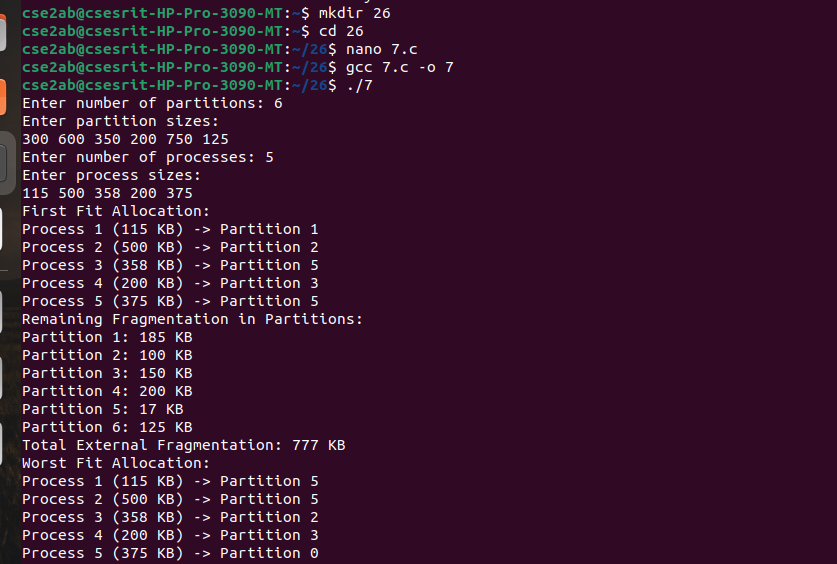 cse2ab@csesrit-HP-Pro-3090-MT:~$ mkdir 26
cse2ab@csesrit-HP-Pro-3090-MT:~$ cd 26
cse2ab@csesrit-HP-Pro-3090-MT:~/26$ nano 7.c
cse2ab@csesrit-HP-Pro-3090-MT:~/26$ gcc 7.c -o 7
cse2ab@csesrit-HP-Pro-3090-MT:~/26$ ./7
Enter number of partitions: 6
Enter partition sizes:
300 600 350 200 750 125
Enter number of processes: 5
Enter process sizes:
115 500 358 200 375
First Fit Allocation:
Process 1 (115 KB) -> Partition 1
Process 2 (500 KB) -> Partition 2
Process 3 (358 KB) -> Partition 5
Process 4 (200 KB) -> Partition 3
Process 5 (375 KB) -> Partition 5
Remaining Fragmentation in Partitions:
Partition 1: 185 KB
Partition 2: 100 KB
Partition 3: 150 KB
Partition 4: 200 KB
Partition 5: 17 KB
Partition 6: 125 KB
Total External Fragmentation: 777 KB
Worst Fit Allocation:
Process 1 (115 KB) -> Partition 5
Process 2 (500 KB) -> Partition 5
Process 3 (358 KB) -> Partition 2
Process 4 (200 KB) -> Partition 3
Process 5 (375 KB) -> Partition 0